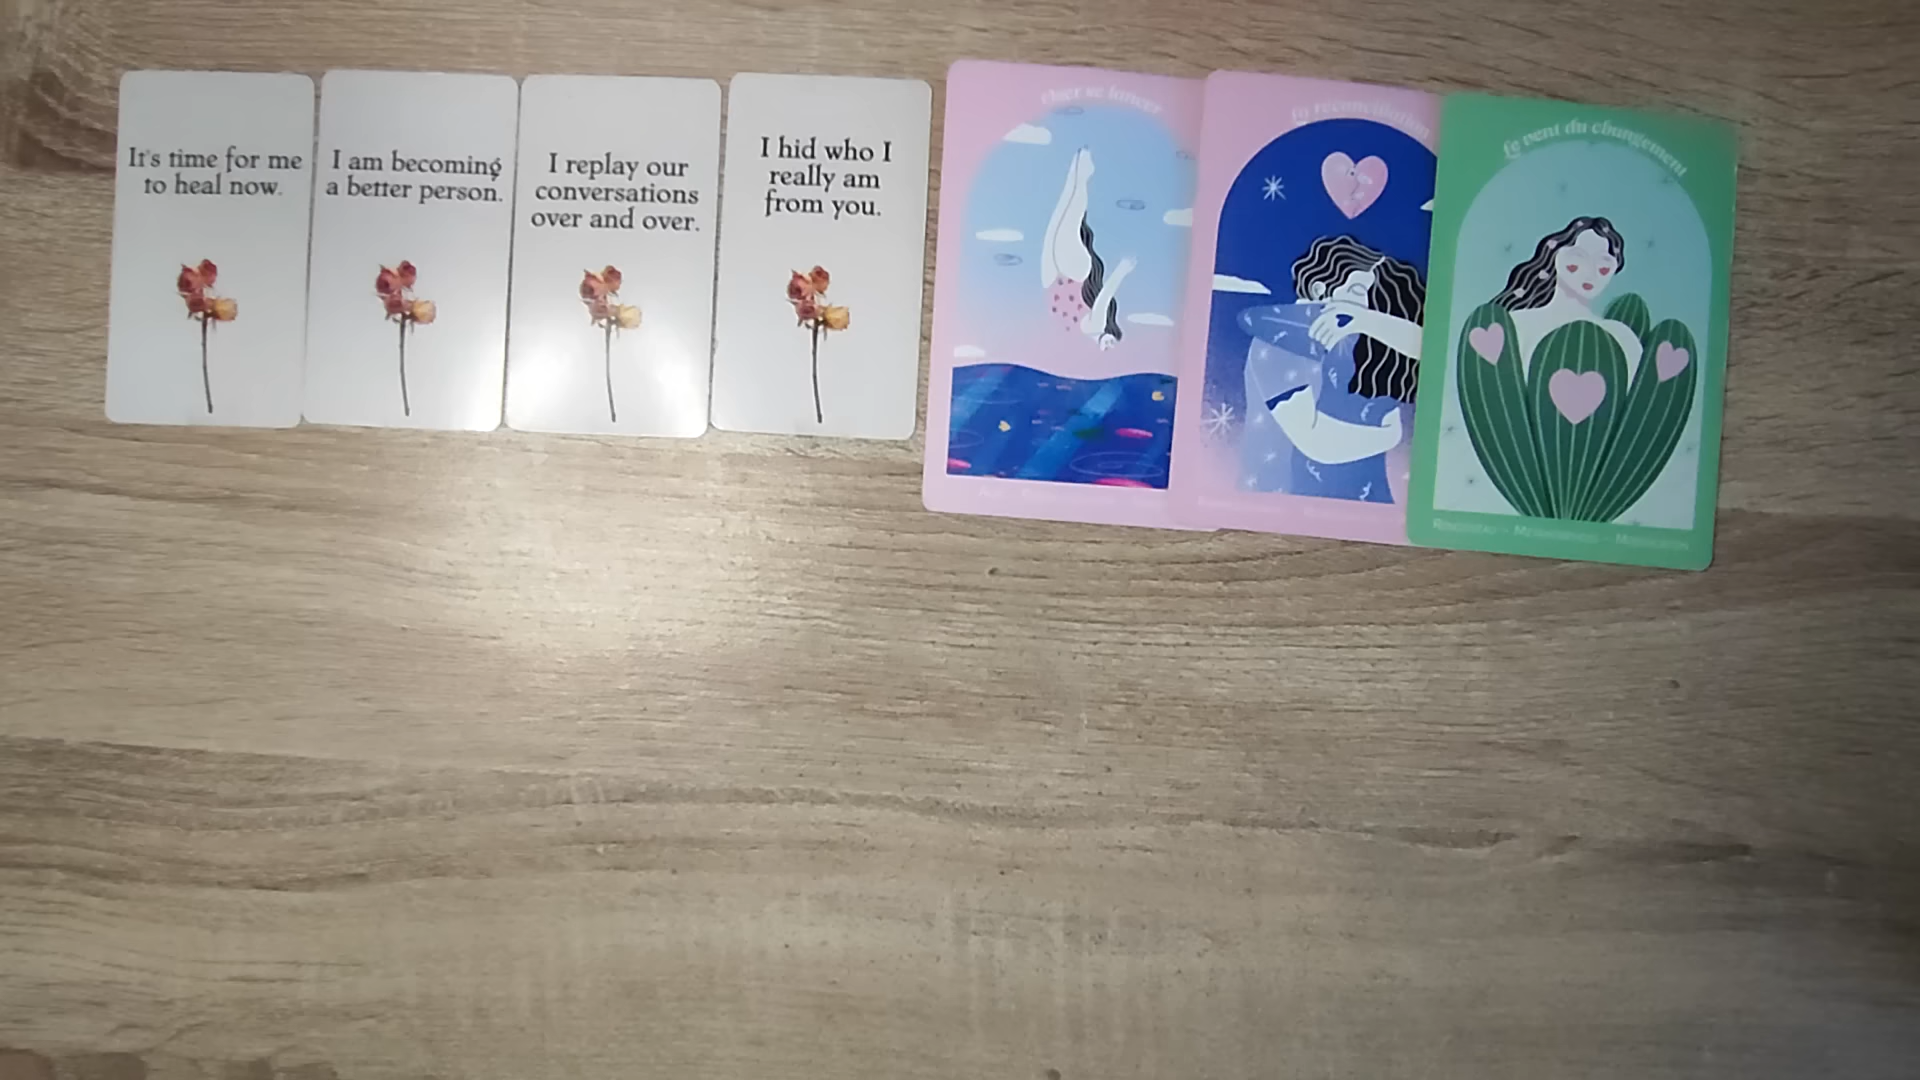 It's time for me
to heal now.
I am becoming
a better person.
I replay our
conversations
over and over.
I hid who I
really am
from you.
Oser se lancer
La réconciliation
Le vent du changement